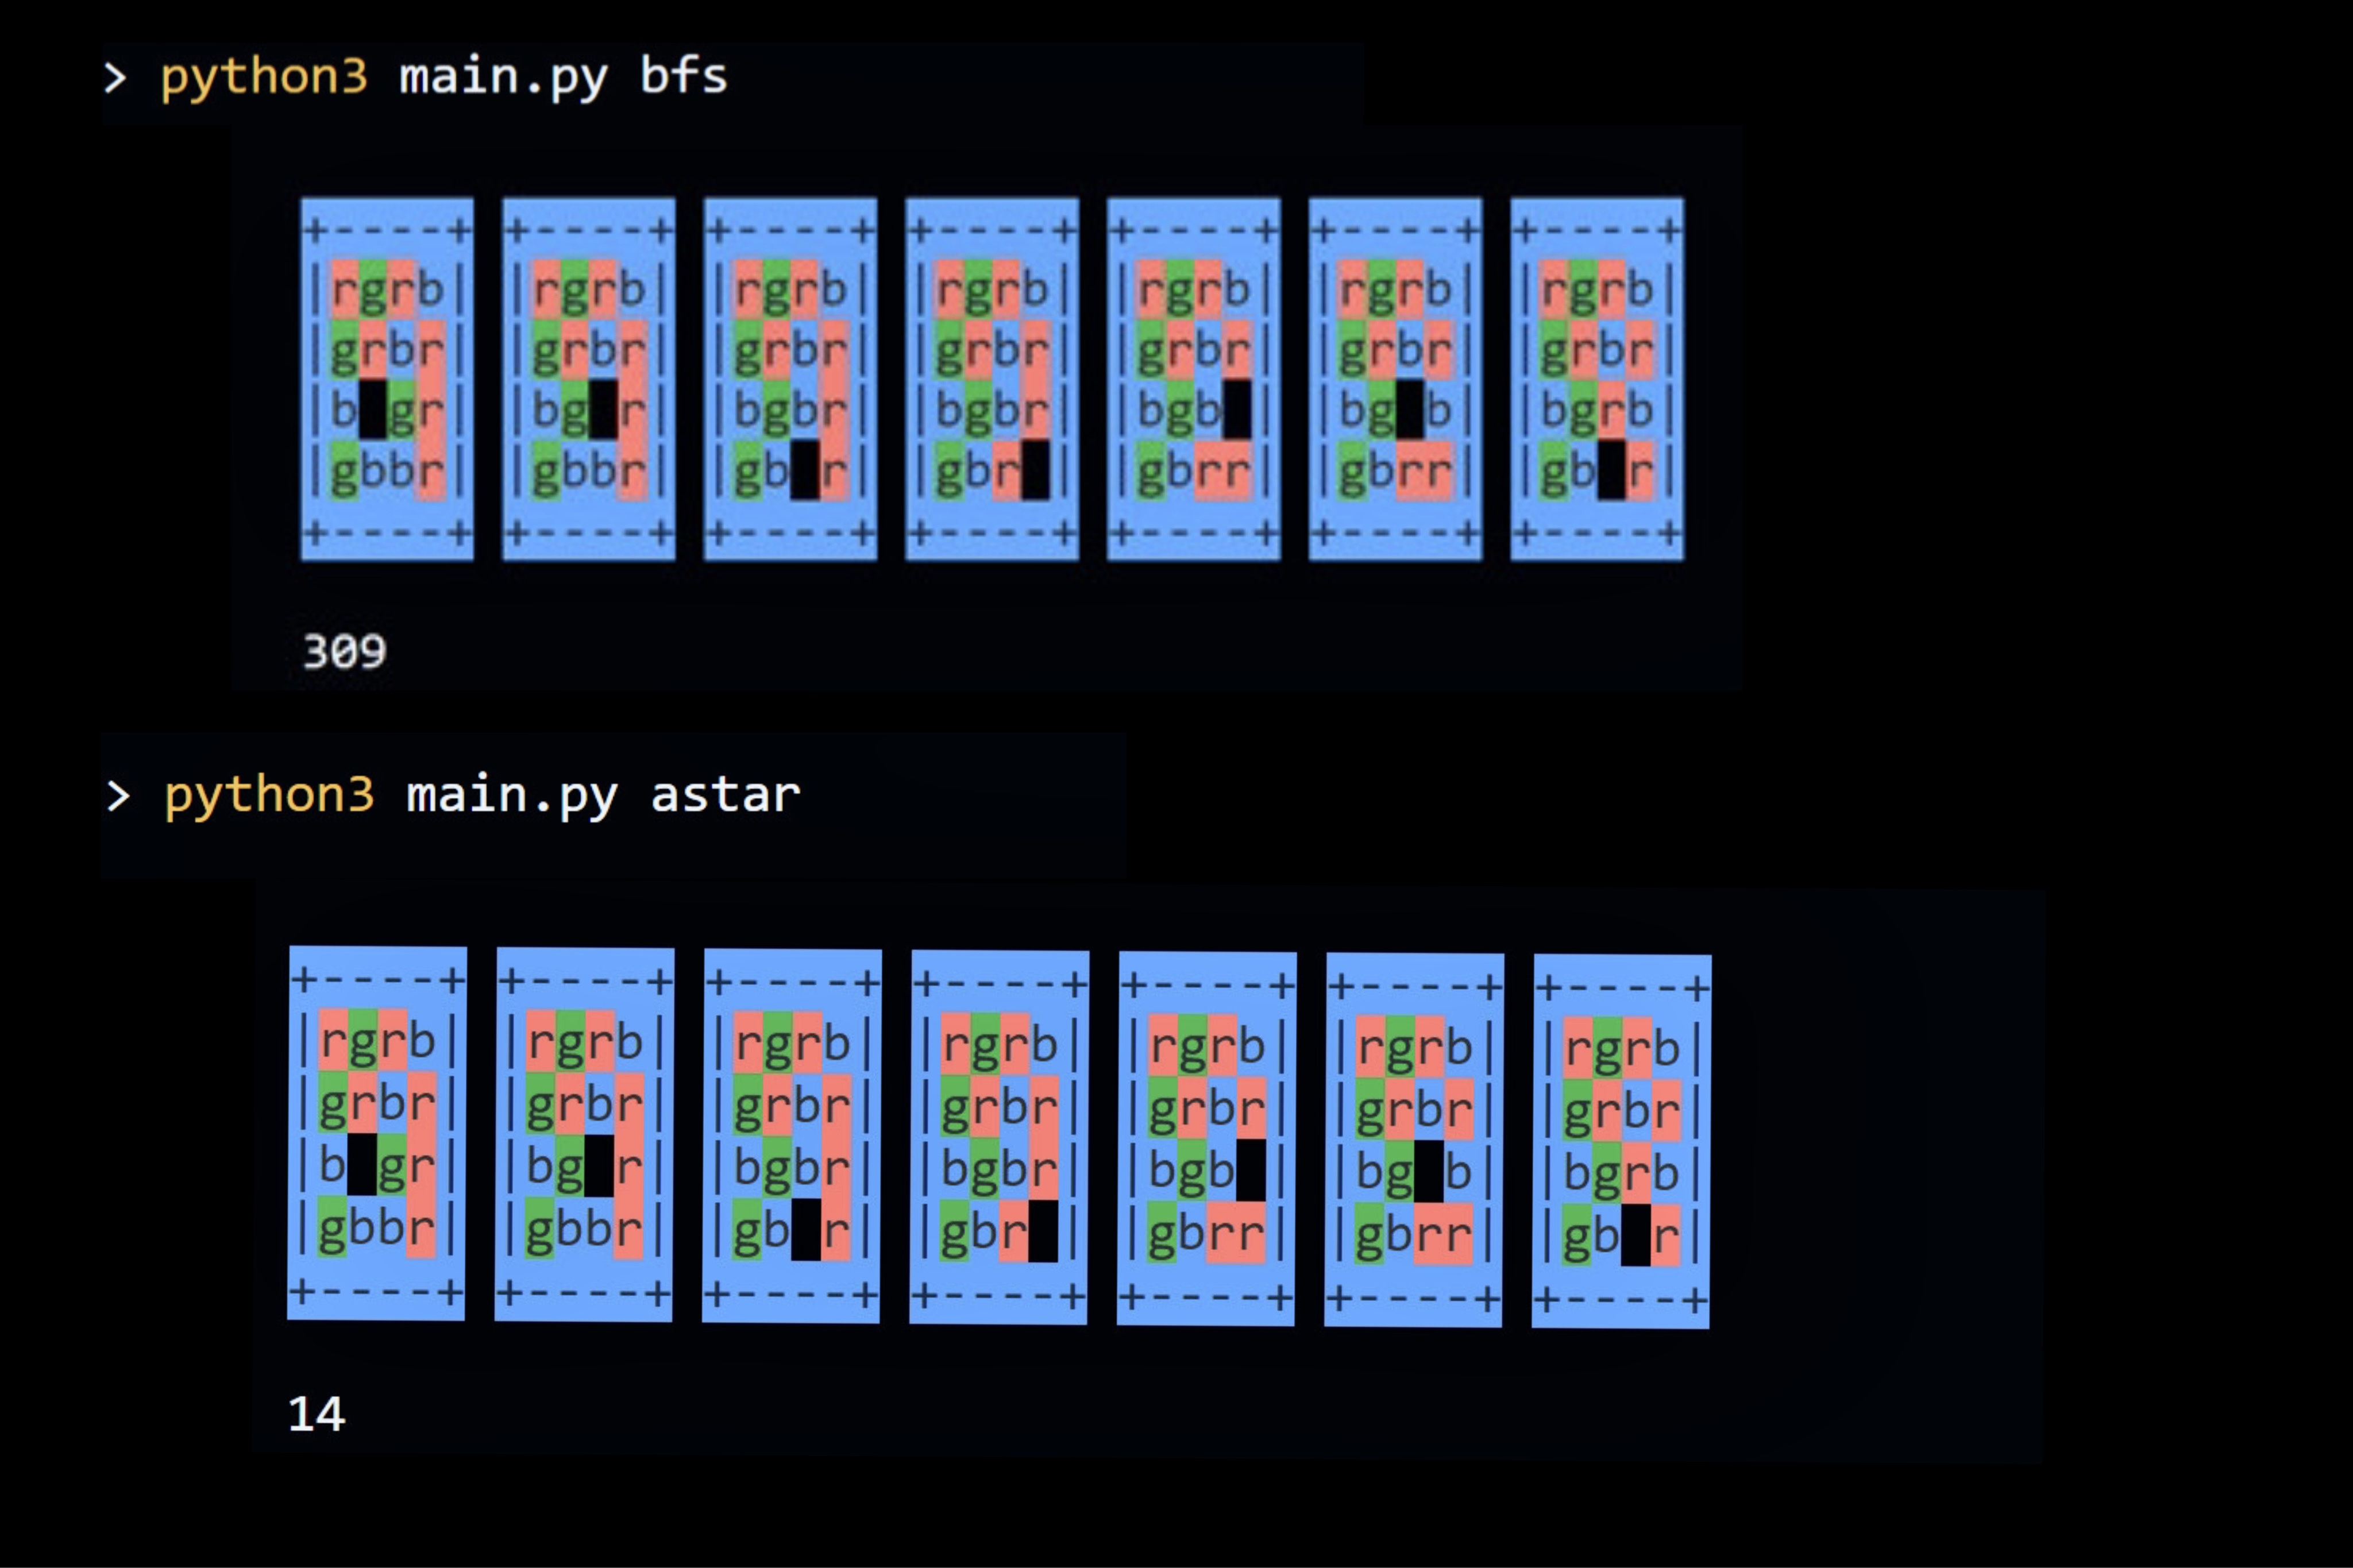 > python3 main.py bfs
+----+ +----+ +----+ +----+ +----+ +----+ +----+
|rgrb| |rgrb| |rgrb| |rgrb| |rgrb| |rgrb| |rgrb|
|grbr| |grbr| |grbr| |grbr| |grbr| |grbr| |grbr|
|b gr| |bg r| |bgbr| |bgbr| |bgb | |bg b| |bgrb|
|gbbr| |gbbr| |gb r| |gbr | |gbrr| |gbrr| |gb r|
+----+ +----+ +----+ +----+ +----+ +----+ +----+
309
> python3 main.py astar
+----+ +----+ +----+ +----+ +----+ +----+ +----+
|rgrb| |rgrb| |rgrb| |rgrb| |rgrb| |rgrb| |rgrb|
|grbr| |grbr| |grbr| |grbr| |grbr| |grbr| |grbr|
|b gr| |bg r| |bgbr| |bgbr| |bgb | |bg b| |bgrb|
|gbbr| |gbbr| |gb r| |gbr | |gbrr| |gbrr| |gb r|
+----+ +----+ +----+ +----+ +----+ +----+ +----+
14